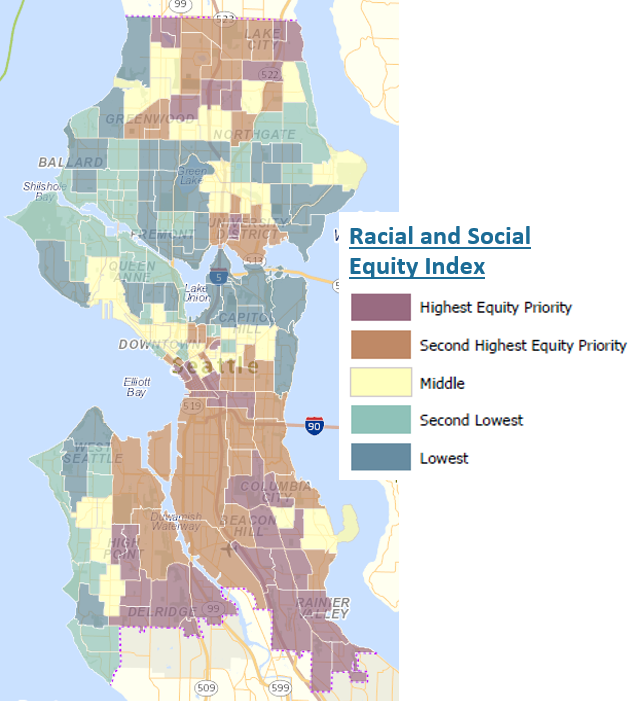 99
523
LAKE
CITY
522
GREENWOOD
NORTHGATE
BALLARD
Green
Lake
Shilshole
Bay
UNIVERSITY
DISTRICT
FREMONT
W
Racial and Social
Equity Index
513
QUEEN
ANNE
5
Lake
Union
CAPITOL
HILL
Highest Equity Priority
Second Highest Equity Priority
DOWNTOWN
Seattle
Middle
Elliott
Bay
519
Second Lowest
90
WEST
SEATTLE
Lowest
COLUMBIA
CITY
Duwamish
Waterway
BEACON
HILL
HIGH
POINT
DELRIDGE
99
RAINIER
VALLEY
509
599